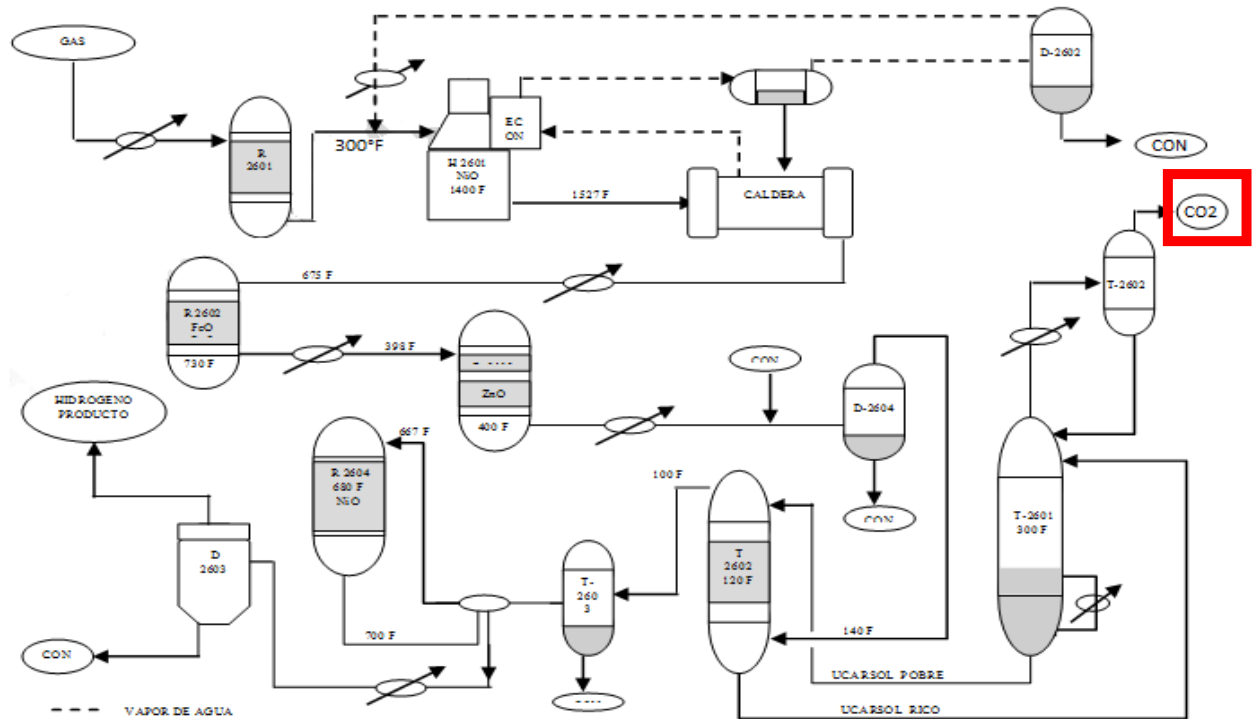 GAS
D-2602
EC
ON
R
2601
300°F
H 2601
NiO
1400 F
CON
CALDERA
1527 F
CO2
T-2602
675 F
R 2602
FeO
730 F
398 F
ZnO
400 F
CON
D-2604
HIDROGENO
PRODUCTO
667 F
R 2604
680 F
NiO
100 F
T-2601
300 F
CON
T
2602
120 F
D
2603
T-
260
3
700 F
140 F
CON
UCARSOL POBRE
VAPOR DE AGUA
UCARSOL RICO